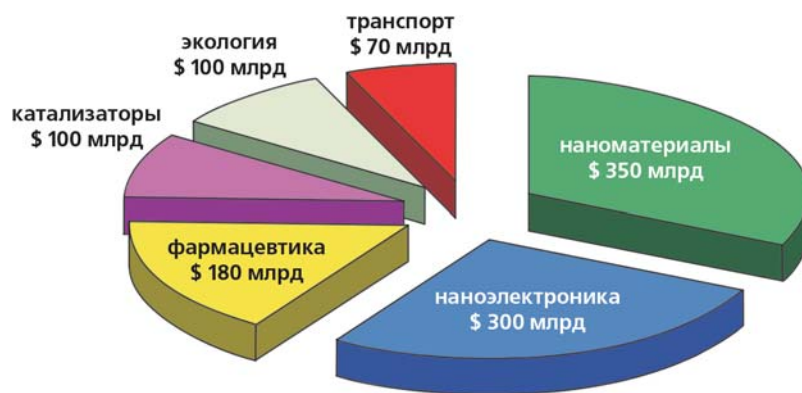 транспорт
$ 70 млрд
экология
$ 100 млрд
катализаторы
$ 100 млрд
наноматериалы
$ 350 млрд
фармацевтика
$ 180 млрд
наноэлектроника
$ 300 млрд